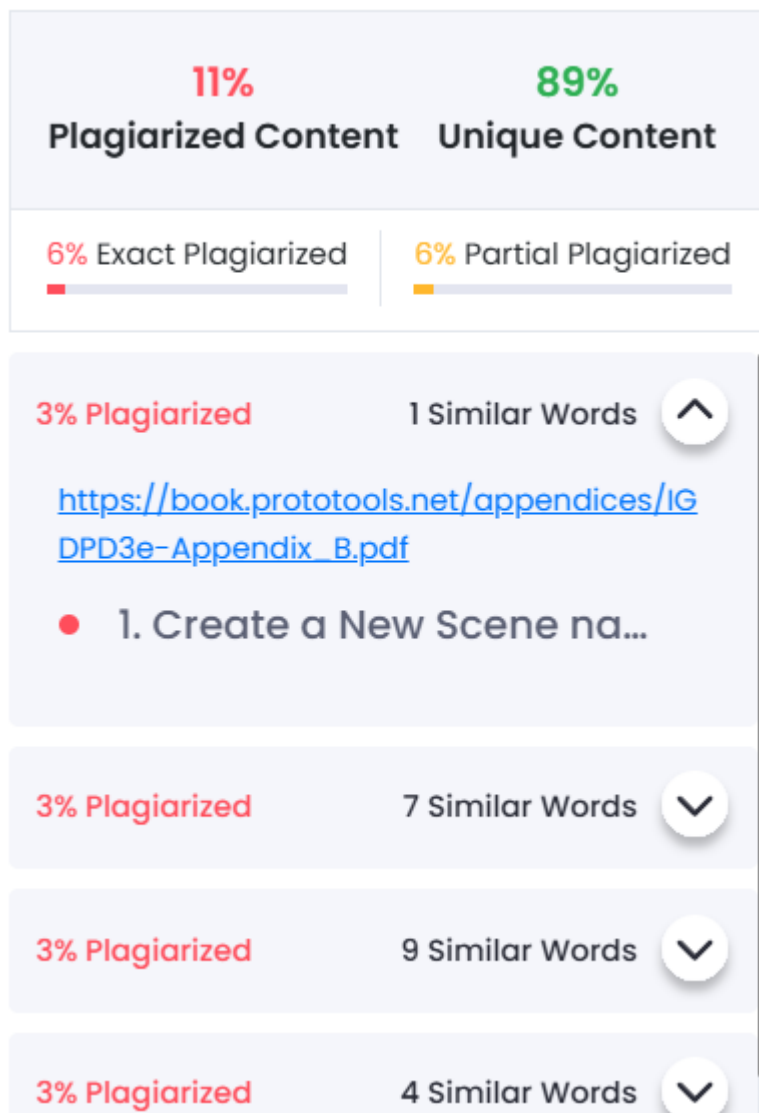 11% 89%
Plagiarized Content Unique Content
6% Exact Plagiarized 6% Partial Plagiarized
3% Plagiarized 1 Similar Words
https://book.prototools.net/appendices/IG
DPD3e-Appendix_B.pdf
1. Create a New Scene na...
3% Plagiarized 7 Similar Words
3% Plagiarized 9 Similar Words
3% Plagiarized 4 Similar Words